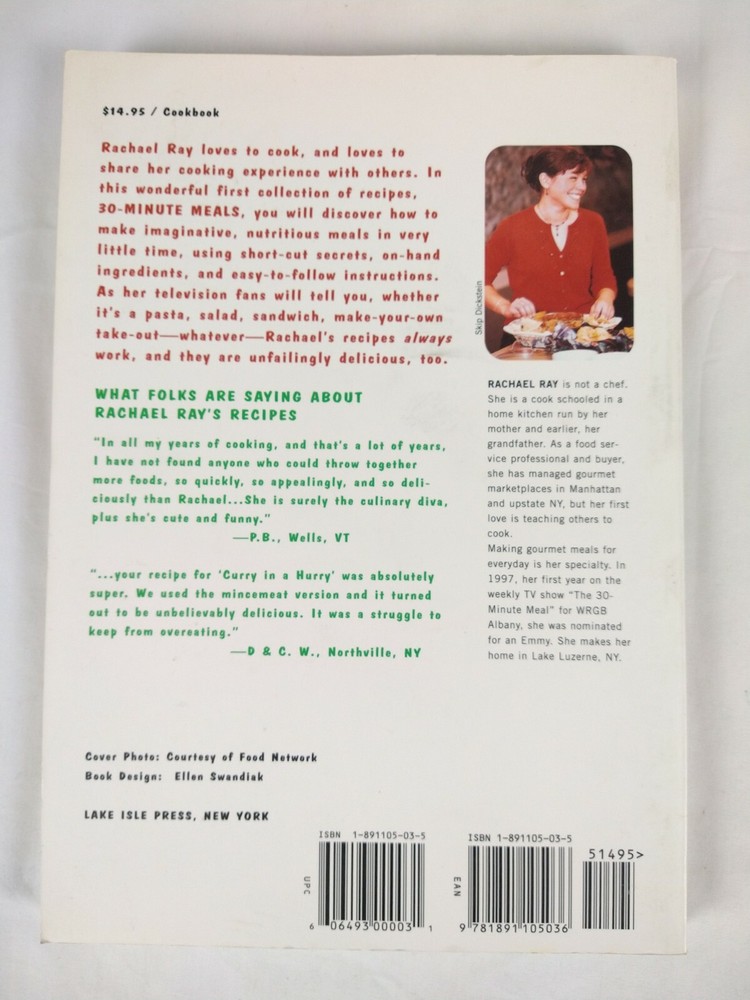 $14.95 / Cookbook
Rachael Ray loves to cook, and loves to
share her cooking experience with others. In
this wonderful first collection of recipes,
30-MINUTE MEALS, you will discover how to
make imaginative, nutritious meals in very
little time, using short-cut secrets, on-hand
ingredients, and easy-to-follow instructions.
As her television fans will tell you, whether
it's a pasta, salad, sandwich, make-your-own
take-out—whatever—Rachael's recipes always
work, and they are unfailingly delicious, too.
WHAT FOLKS ARE SAYING ABOUT
RACHAEL RAY'S RECIPES
"In all my years of cooking, and that's a lot of years,
I have not found anyone who could throw together
more foods, so quickly, so appealingly, and so deli-
ciously than Rachael...She is surely the culinary diva,
plus she's cute and funny."
—P.B., Wells, VT
"...your recipe for 'Curry in a Hurry' was absolutely
super. We used the mincemeat version and it turned
out to be unbelievably delicious. It was a struggle to
keep from overeating."
—D & C. W., Northville, NY
Skip Dickstein
RACHAEL RAY is not a chef.
She is a cook schooled in a
home kitchen run by her
mother and earlier, her
grandfather. As a food ser-
vice professional and buyer,
she has managed gourmet
marketplaces in Manhattan
and upstate NY, but her first
love is teaching others to
cook.
Making gourmet meals for
everyday is her specialty. In
1997, her first year on the
weekly TV show "The 30-
Minute Meal" for WRGB
Albany, she was nominated
for an Emmy. She makes her
home in Lake Luzerne, NY.
Cover Photo: Courtesy of Food Network
Book Design: Ellen Swandiak
LAKE ISLE PRESS, NEW YORK
ISBN 1-891105-03-5
UPC
6 06493 00003 1
ISBN 1-891105-03-5
EAN
9 781891 105036
51495>